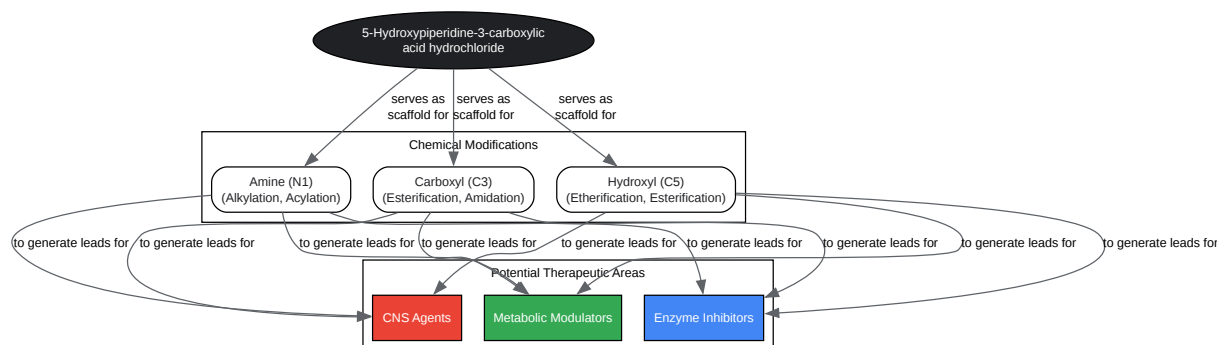 5-Hydroxypiperidine-3-carboxylic
acid hydrochloride
serves as
scaffold for
serves as
scaffold for
serves as
scaffold for
Chemical Modifications
Amine (N1)
(Alkylation, Acylation)
Carboxyl (C3)
(Esterification, Amidation)
Hydroxyl (C5)
(Etherification, Esterification)
to generate leads for
to generate leads for
to generate leads for
to generate leads for
to generate leads for
to generate leads for
to generate leads for
to generate leads for
to generate leads for
Potential Therapeutic Areas
CNS Agents
Metabolic Modulators
Enzyme Inhibitors